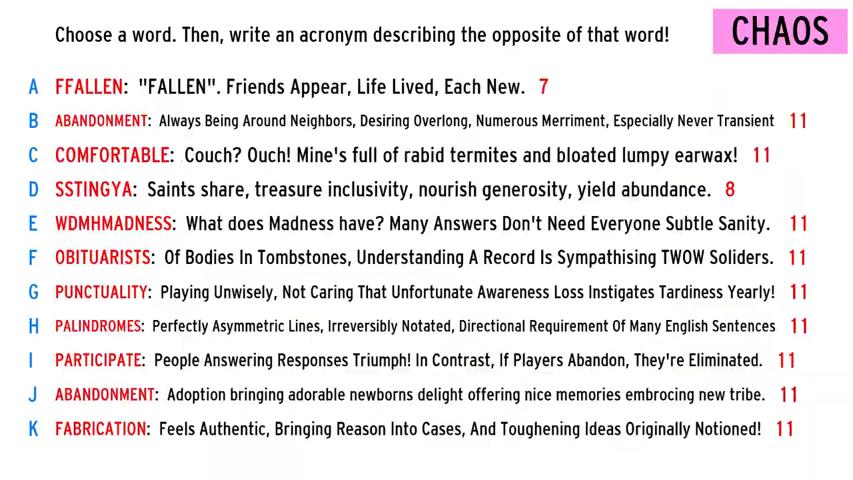 Choose a word. Then, write an acronym describing the opposite of that word!
CHAOS
A FFALLEN: "FALLEN". Friends Appear, Life Lived, Each New. 7
B ABANDONMENT: Always Being Around Neighbors, Desiring Overlong, Numerous Merriment, Especially Never Transient 11
C COMFORTABLE: Couch? Ouch! Mine's full of rabid termites and bloated lumpy earwax! 11
D SSTINGYA: Saints share, treasure inclusivity, nourish generosity, yield abundance. 8
E WDMHMADNESS: What does Madness have? Many Answers Don't Need Everyone Subtle Sanity. 11
F OBITUARISTS: Of Bodies In Tombstones, Understanding A Record Is Sympathising TWOW Soliders. 11
G PUNCTUALITY: Playing Unwisely, Not Caring That Unfortunate Awareness Loss Instigates Tardiness Yearly! 11
H PALINDROMES: Perfectly Asymmetric Lines, Irreversibly Notated, Directional Requirement Of Many English Sentences 11
I PARTICIPATE: People Answering Responses Triumph! In Contrast, If Players Abandon, They're Eliminated. 11
J ABANDONMENT: Adoption bringing adorable newborns delight offering nice memories embrocing new tribe. 11
K FABRICATION: Feels Authentic, Bringing Reason Into Cases, And Toughening Ideas Originally Notioned! 11